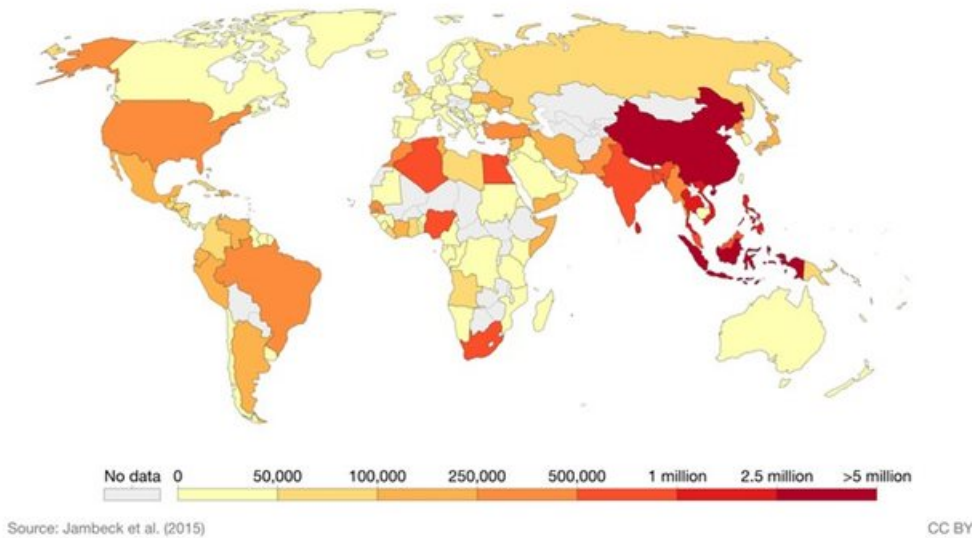 No data 0 50,000 100,000 250,000 500,000 1 million 2.5 million >5 million
Source: Jambeck et al. (2015) CC BY